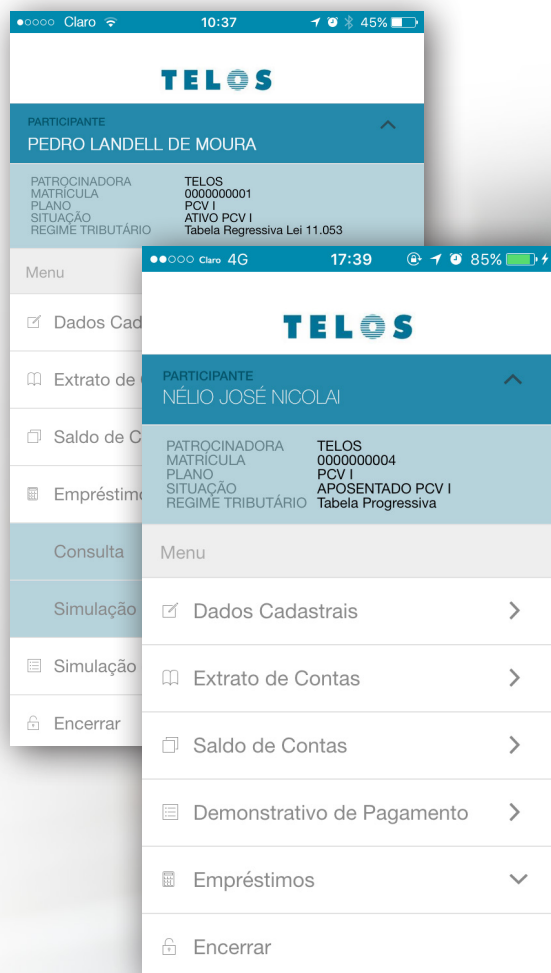 Claro 10:37 45%
TELOS
PARTICIPANTE
PEDRO LANDELL DE MOURA
PATROCINADORA TELOS
MATRÍCULA 0000000001
PLANO PCV I
SITUAÇÃO ATIVO PCV I
REGIME TRIBUTÁRIO Tabela Regressiva Lei 11.053
Menu
Dados Cad
Extrato de
Saldo de C
Empréstimo
Consulta
Simulação
Simulação
Encerrar
Claro 4G 17:39 85%
TELOS
PARTICIPANTE
NÉLIO JOSÉ NICOLAI
PATROCINADORA TELOS
MATRÍCULA 0000000004
PLANO PCV I
SITUAÇÃO APOSENTADO PCV I
REGIME TRIBUTÁRIO Tabela Progressiva
Menu
Dados Cadastrais
Extrato de Contas
Saldo de Contas
Demonstrativo de Pagamento
Empréstimos
Encerrar